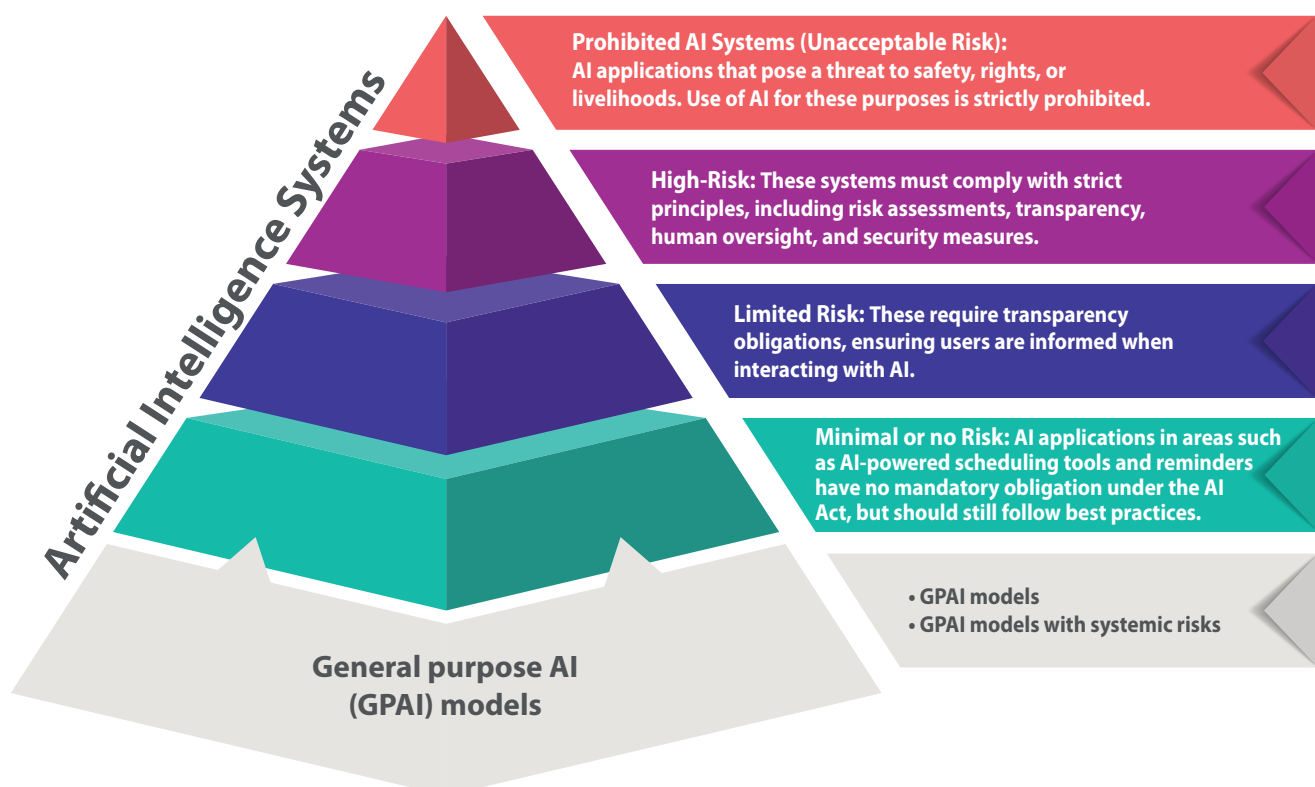 Artificial Intelligence Systems
Prohibited AI Systems (Unacceptable Risk):
AI applications that pose a threat to safety, rights, or
livelihoods. Use of AI for these purposes is strictly prohibited.
High-Risk: These systems must comply with strict
principles, including risk assessments, transparency,
human oversight, and security measures.
Limited Risk: These require transparency
obligations, ensuring users are informed when
interacting with AI.
Minimal or no Risk: AI applications in areas such
as AI-powered scheduling tools and reminders
have no mandatory obligation under the AI
Act, but should still follow best practices.
• GPAI models
• GPAI models with systemic risks
General purpose AI
(GPAI) models